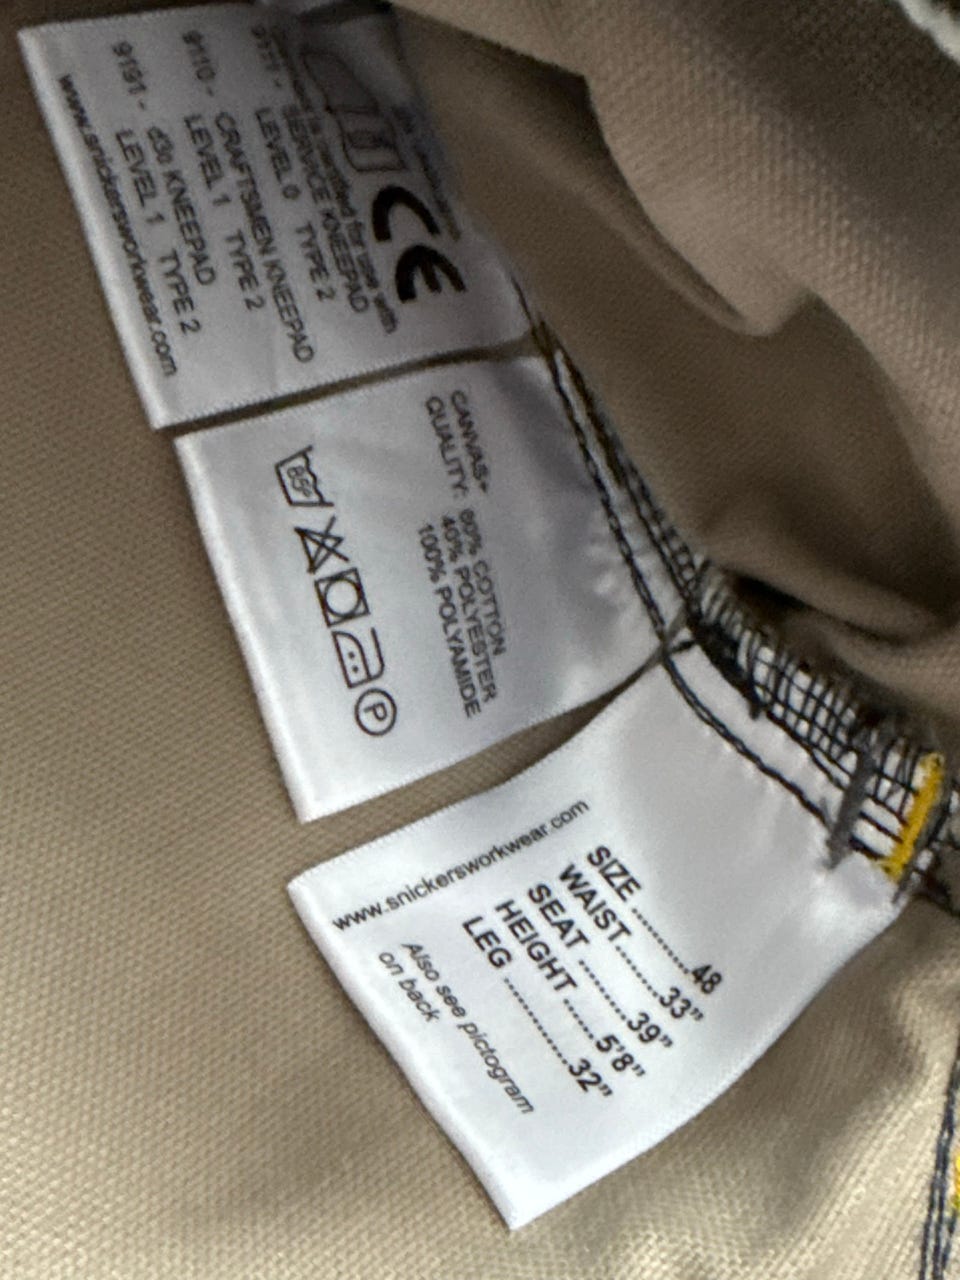 CE
is certified for use with
SERVICE KNEEPAD
LEVEL 0 TYPE 2
9110 - CRAFTSMEN KNEEPAD
LEVEL 1 TYPE 2
9191 - d3o KNEEPAD
LEVEL 1 TYPE 2
www.snickersworkwear.com
CANVAS+
QUALITY: 60% COTTON
40% POLYESTER
100% POLYAMIDE
85°
P
SIZE ............48
WAIST.........33"
SEAT .........39"
HEIGHT ......5'8"
LEG ............32"
Also see pictogram
on back
www.snickersworkwear.com